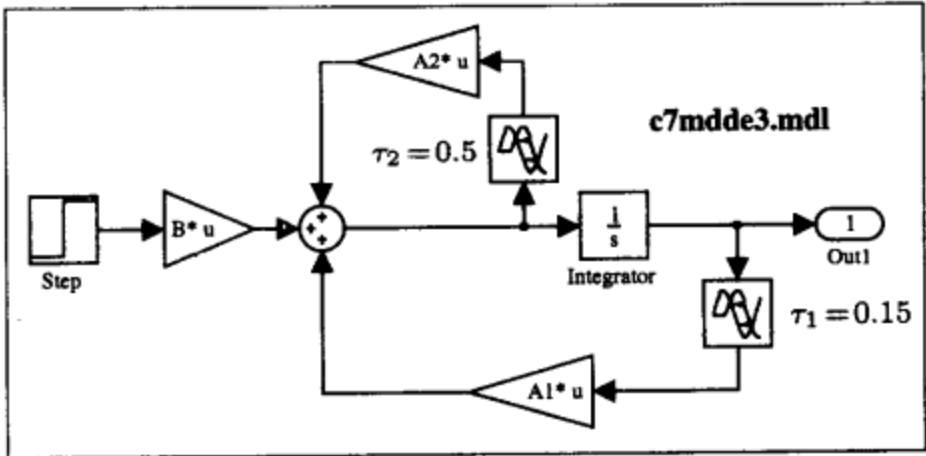 A2* u
c7mdde3.mdl
τ₂ = 0.5
B* u
+
+
+
1
s
1
Step
Integrator
Out1
τ₁ = 0.15
A1* u